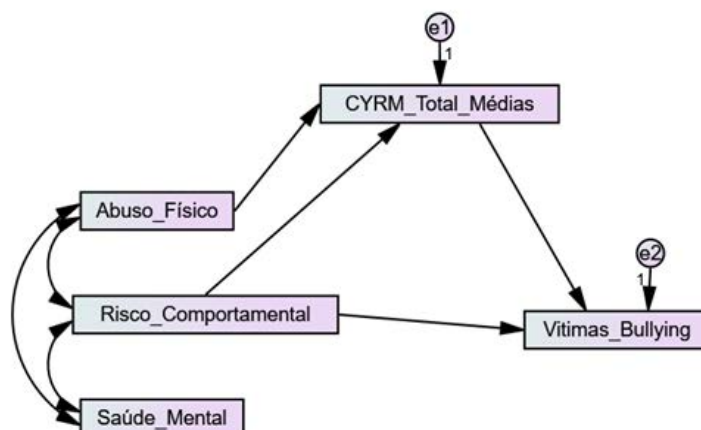 e1
1
CYRM_Total_Médias
Abuso_Físico
e2
1
Risco_Comportamental
Vitimas_Bullying
Saúde_Mental